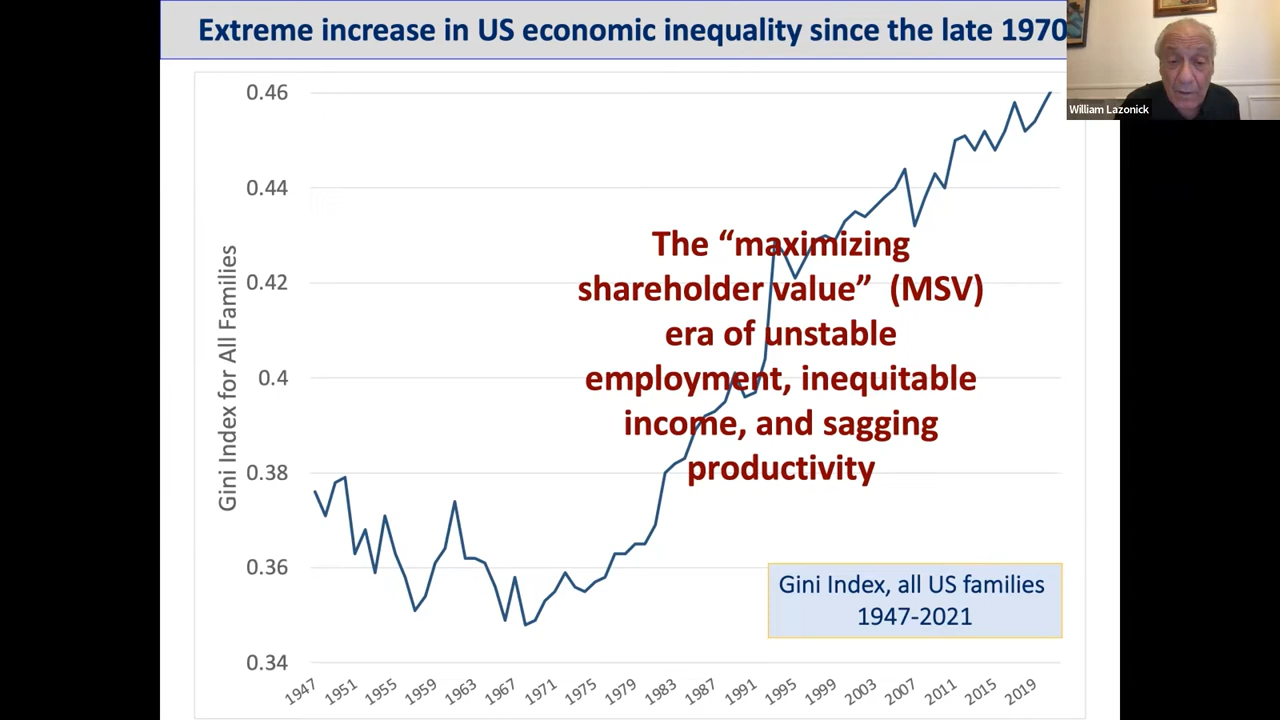 Extreme increase in US economic inequality since the late 1970
William Lazonick
0.46
0.44
0.42
0.4
0.38
0.36
0.34
Gini Index for All Families
The “maximizing
shareholder value” (MSV)
era of unstable
employment, inequitable
income, and sagging
productivity
Gini Index, all US families
1947-2021
1947
1951
1955
1959
1963
1967
1971
1975
1979
1983
1987
1991
1995
1999
2003
2007
2011
2015
2019